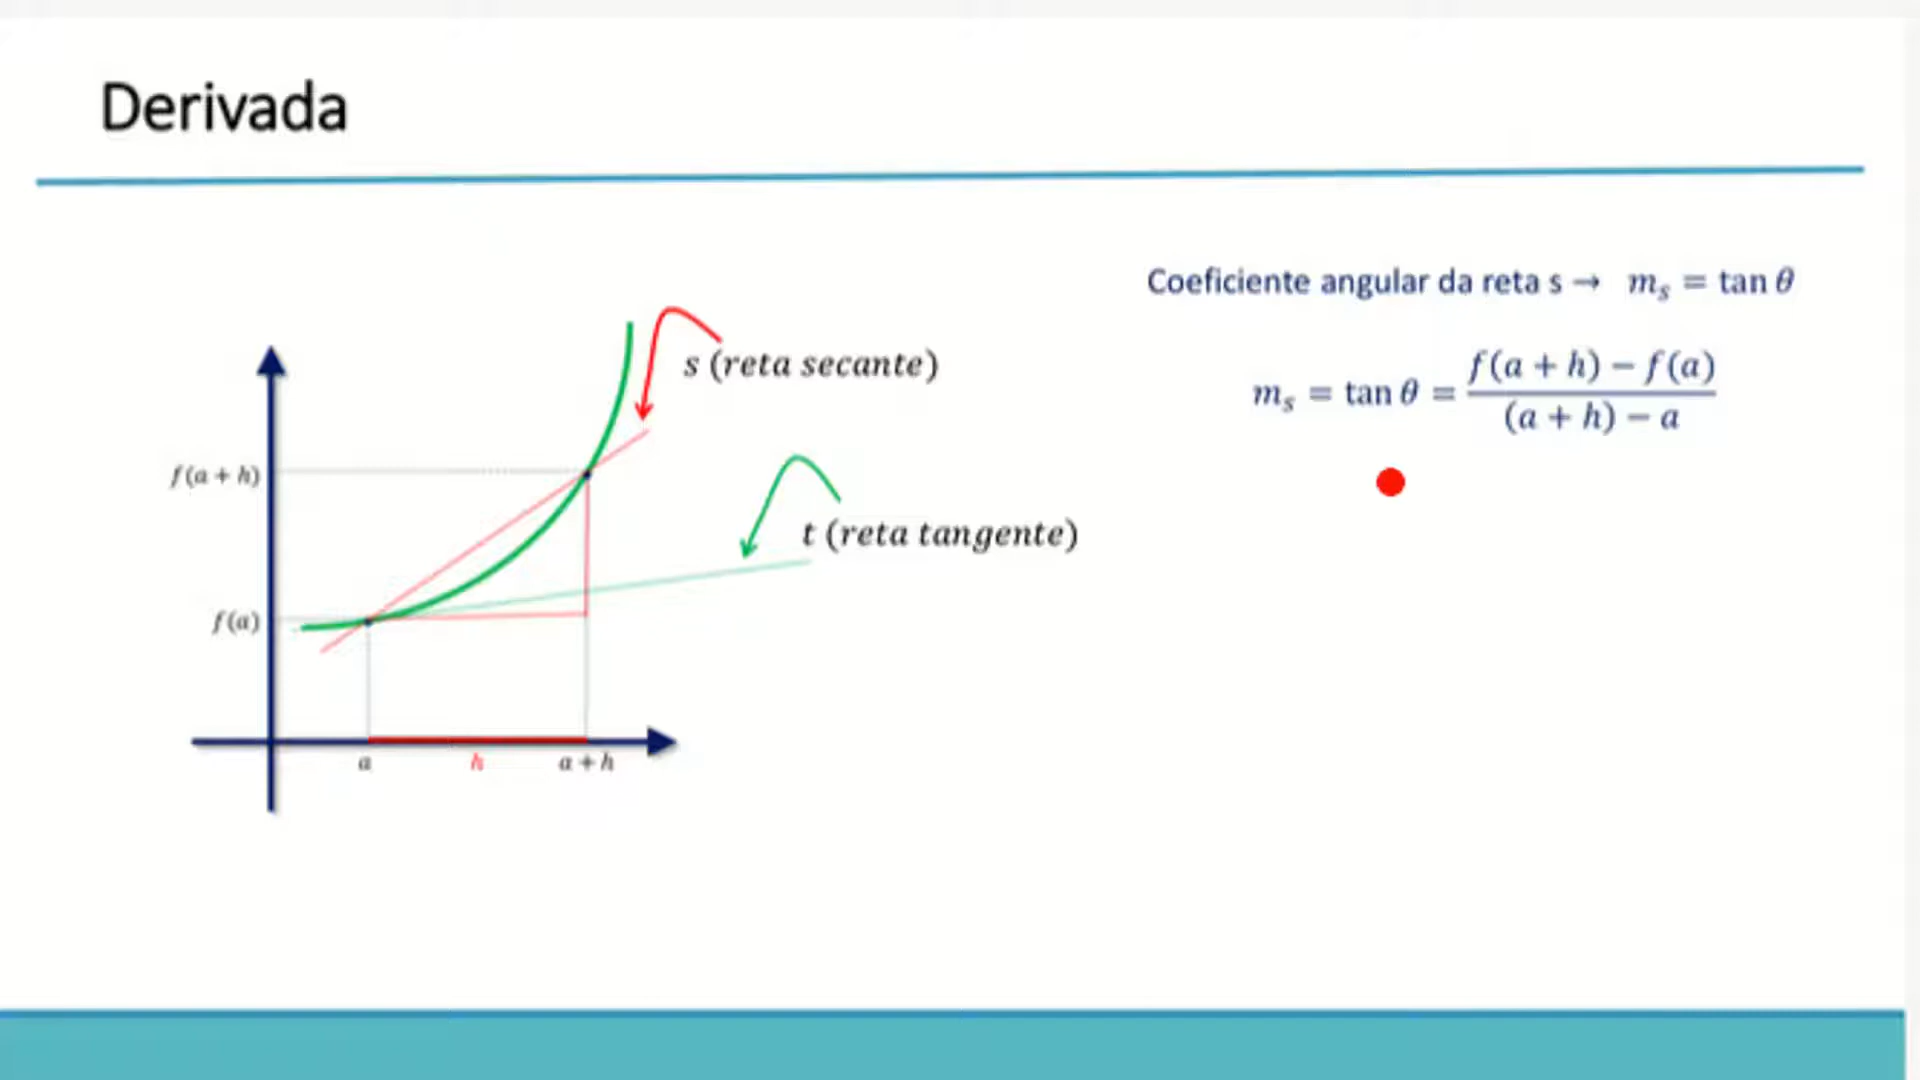 Derivada
Coeficiente angular da reta s → m_s = tan θ
m_s = tan θ = (f(a + h) − f(a)) / ((a + h) − a)
s (reta secante)
f(a + h)
t (reta tangente)
f(a)
a h a + h